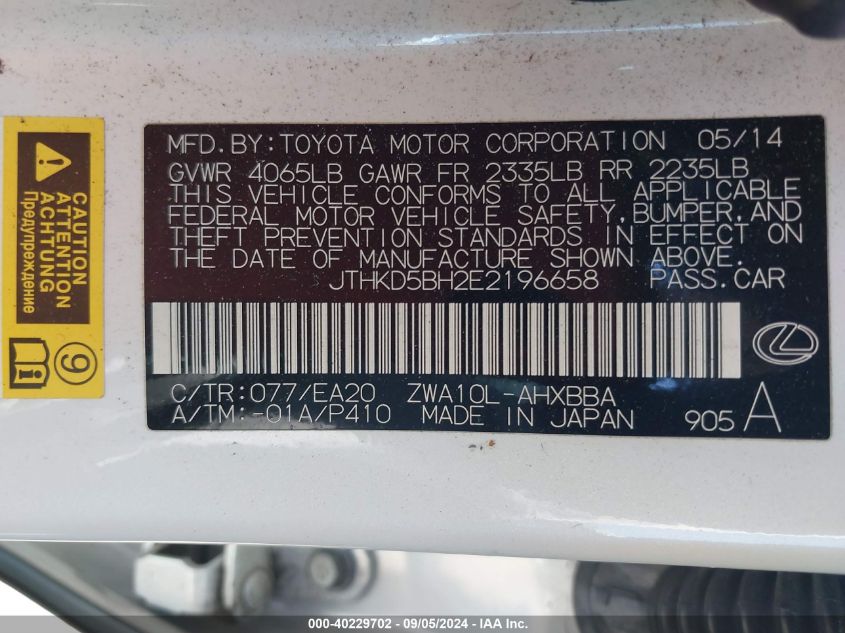 CAUTION
ATTENTION
Предупреждение
9
MFD.BY:TOYOTA MOTOR CORPORATION 05/14
GVWR 4065LB GAWR FR 2335LB RR 2235LB
THIS VEHICLE CONFORMS TO ALL APPLICABLE
FEDERAL MOTOR VEHICLE SAFETY,BUMPER,AND
THEFT PREVENTION STANDARDS IN EFFECT ON
THE DATE OF MANUFACTURE SHOWN ABOVE.
JTHKD5BH2E2196658 PASS.CAR
C/TR:077/EA20 ZWA10L-AHXBBA
A/TM:-01A/P410 MADE IN JAPAN 905 A
000-40229702 - 09/05/2024 - IAA Inc.